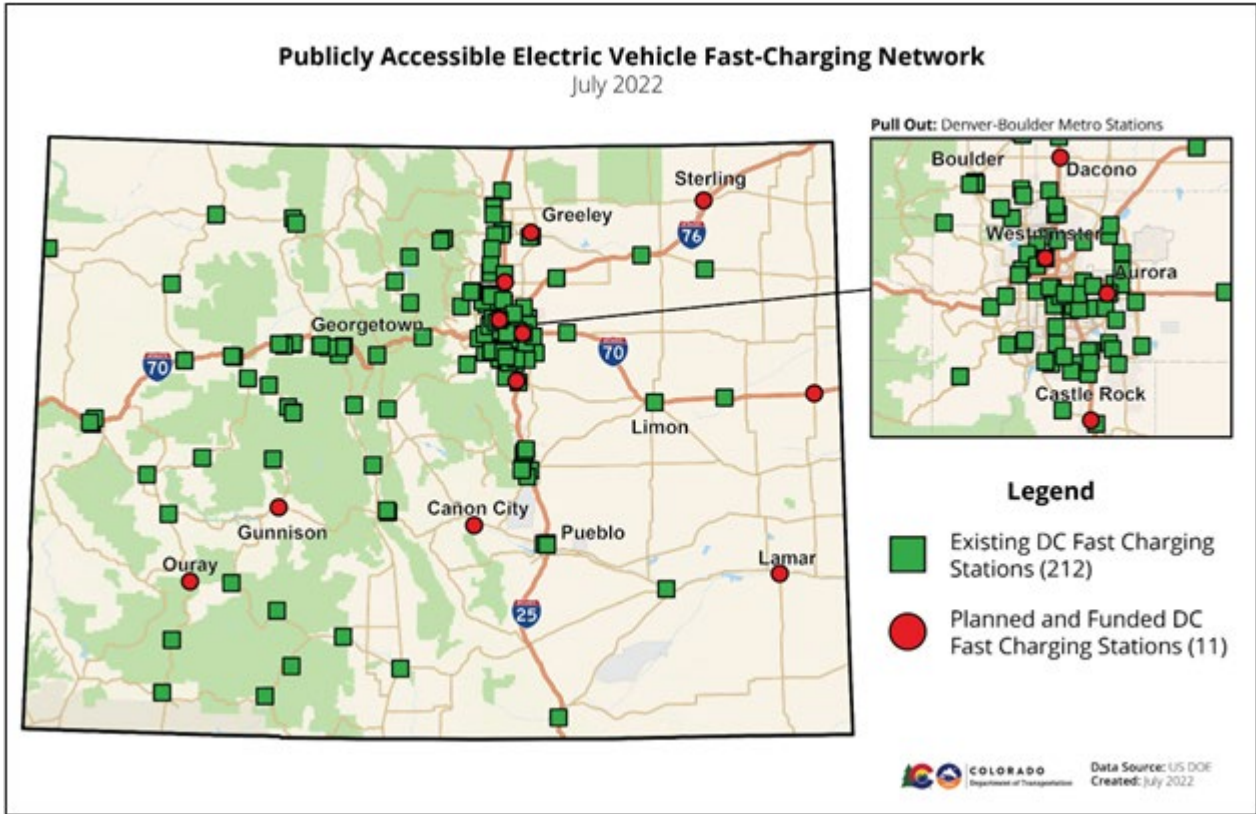 Publicly Accessible Electric Vehicle Fast-Charging Network
July 2022
Pull Out: Denver-Boulder Metro Stations
Boulder
Dacono
Westminster
Aurora
Castle Rock
Sterling
Greeley
76
Georgetown
70
70
Limon
Gunnison
Cañon City
Pueblo
Ouray
Lamar
25
Legend
Existing DC Fast Charging
Stations (212)
Planned and Funded DC
Fast Charging Stations (11)
COLORADO
Department of Transportation
Data Source: US DOE
Created: July 2022